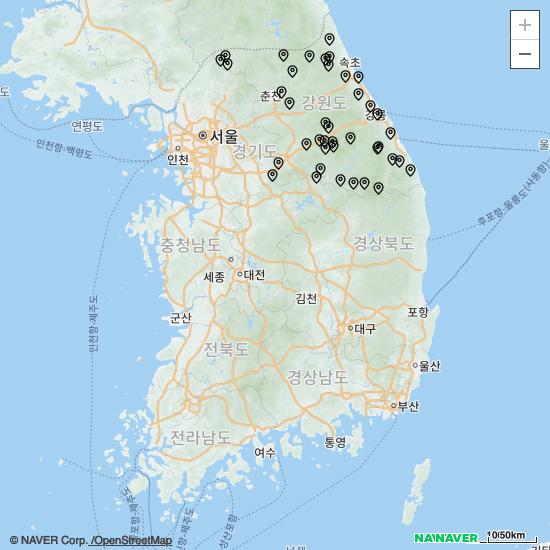 +
−
속초
춘천
강원도
강릉
연평도
서울
인천항-백령도
인천
경기도
울
후포항-울릉도(사동항)
충청남도
경상북도
세종
대전
김천
인천항-제주도
군산
포항
대구
전북도
울산
경상남도
부산
전라남도
통영
여수
© NAVER Corp. /OpenStreetMap
NAVER
10/50km